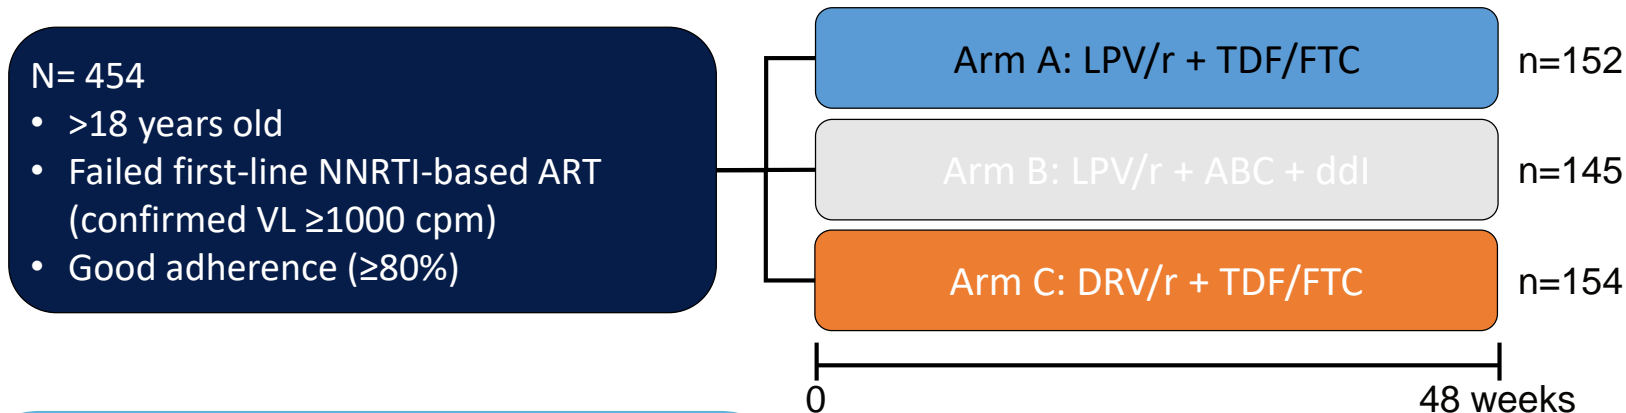 N= 454
• >18 years old
• Failed first-line NNRTI-based ART
(confirmed VL ≥1000 cpm)
• Good adherence (≥80%)
Arm A: LPV/r + TDF/FTC
n=152
Arm B: LPV/r + ABC + ddI
n=145
Arm C: DRV/r + TDF/FTC
n=154
0
48 weeks